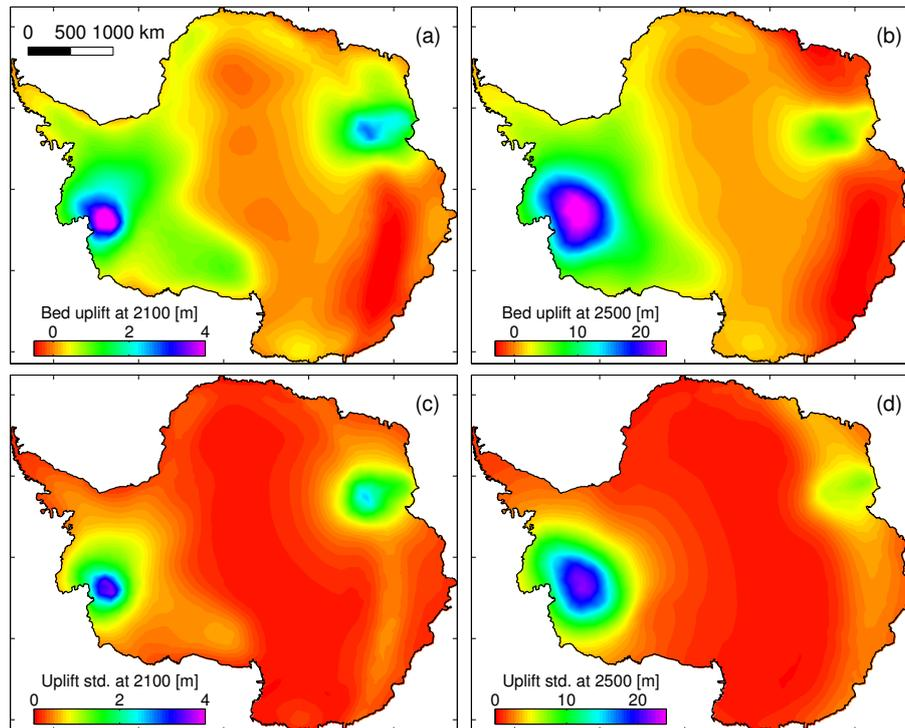 (a)
0 500 1000 km
Bed uplift at 2100 [m]
0 2 4
(b)
Bed uplift at 2500 [m]
0 10 20
(c)
Uplift std. at 2100 [m]
0 2 4
(d)
Uplift std. at 2500 [m]
0 10 20